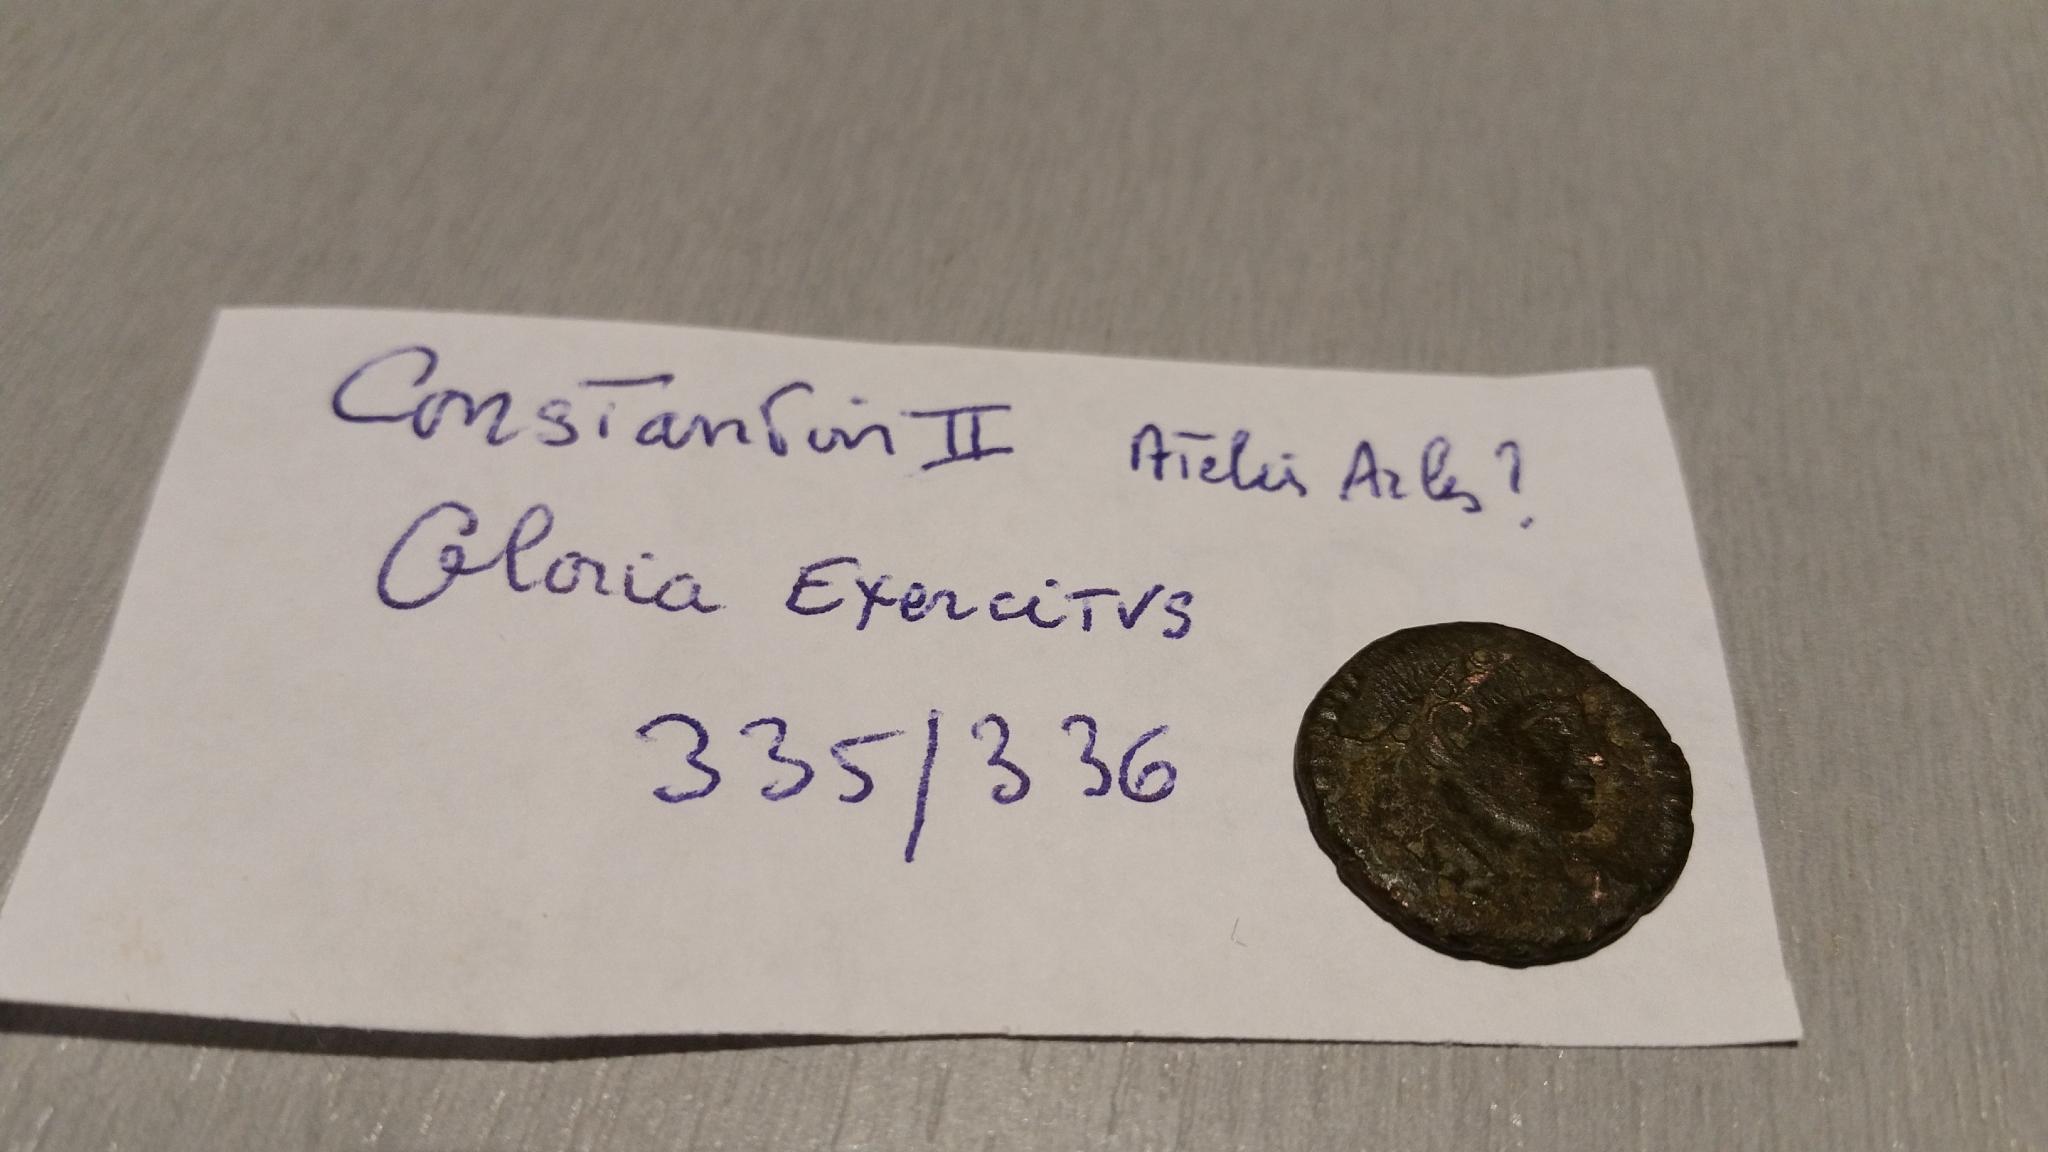 Constantin II Atelier Arles?
Gloria ExerciTVS
335/336